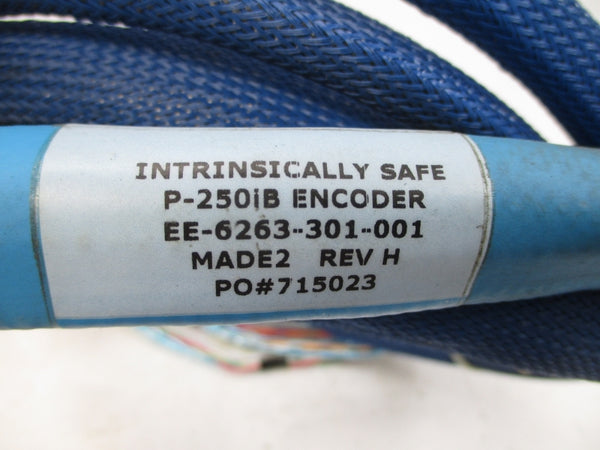 INTRINSICALLY SAFE
P-250iB ENCODER
EE-6263-301-001
MADE2 REV H
PO#715023